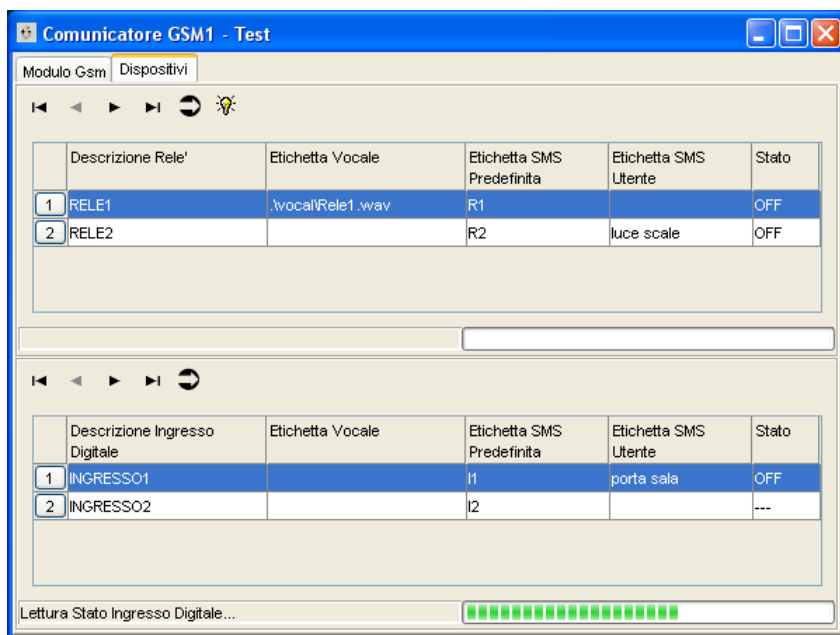 Comunicatore GSM1 - Test
Modulo Gsm Dispositivi
Descrizione Rele' Etichetta Vocale Etichetta SMS Predefinita Etichetta SMS Utente Stato
1 RELE1 .\vocal\Rele1.wav R1 OFF
2 RELE2 R2 luce scale OFF
Descrizione Ingresso Digitale Etichetta Vocale Etichetta SMS Predefinita Etichetta SMS Utente Stato
1 INGRESSO1 I1 porta sala OFF
2 INGRESSO2 I2 ---
Lettura Stato Ingresso Digitale...